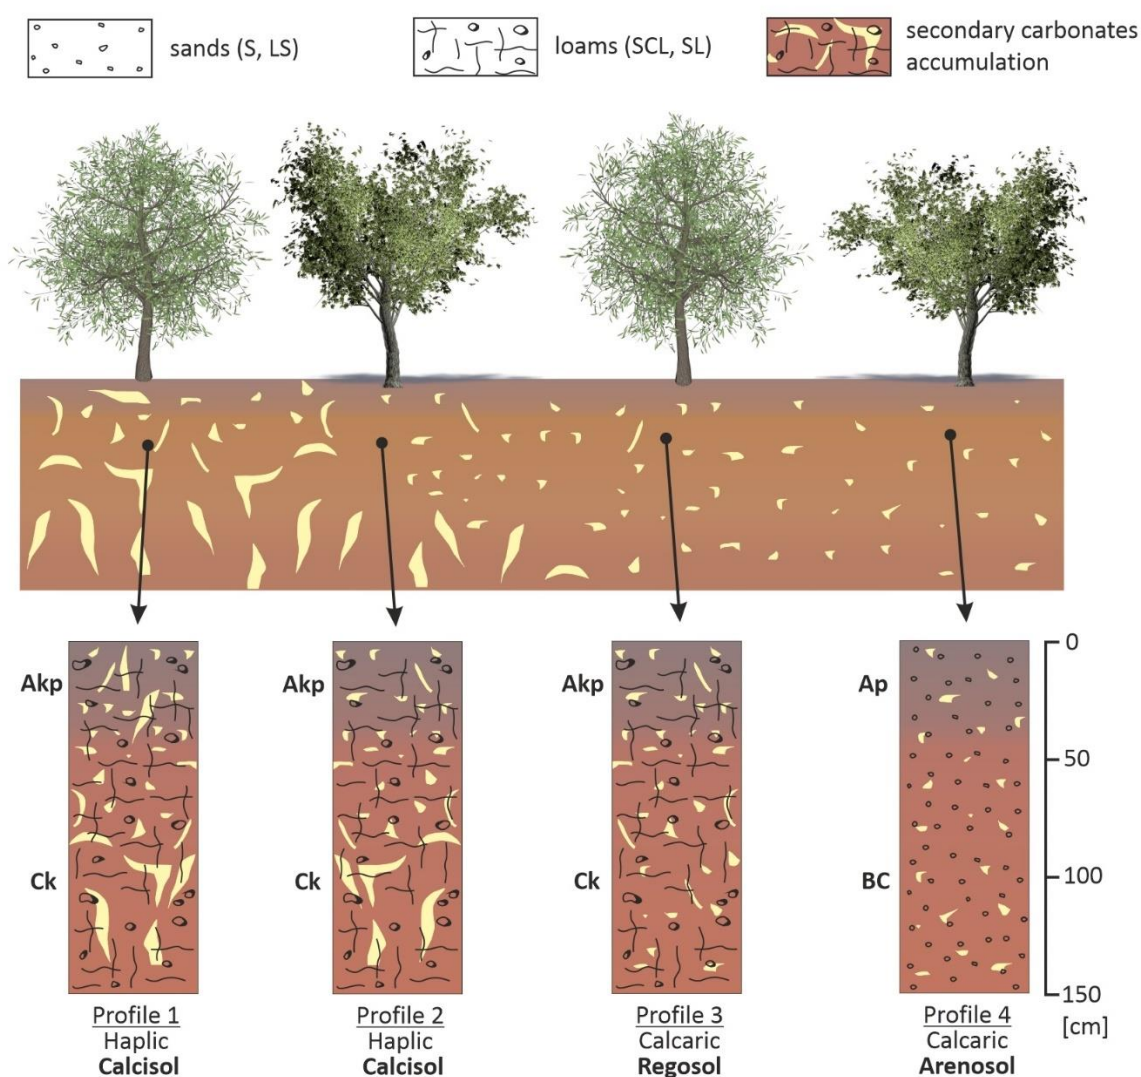 sands (S, LS)
loams (SCL, SL)
secondary carbonates
accumulation
Akp
Ck
Akp
Ck
Akp
Ck
Ap
BC
0
50
100
150
[cm]
Profile 1
Haplic
Calcisol
Profile 2
Haplic
Calcisol
Profile 3
Calcaric
Regosol
Profile 4
Calcaric
Arenosol